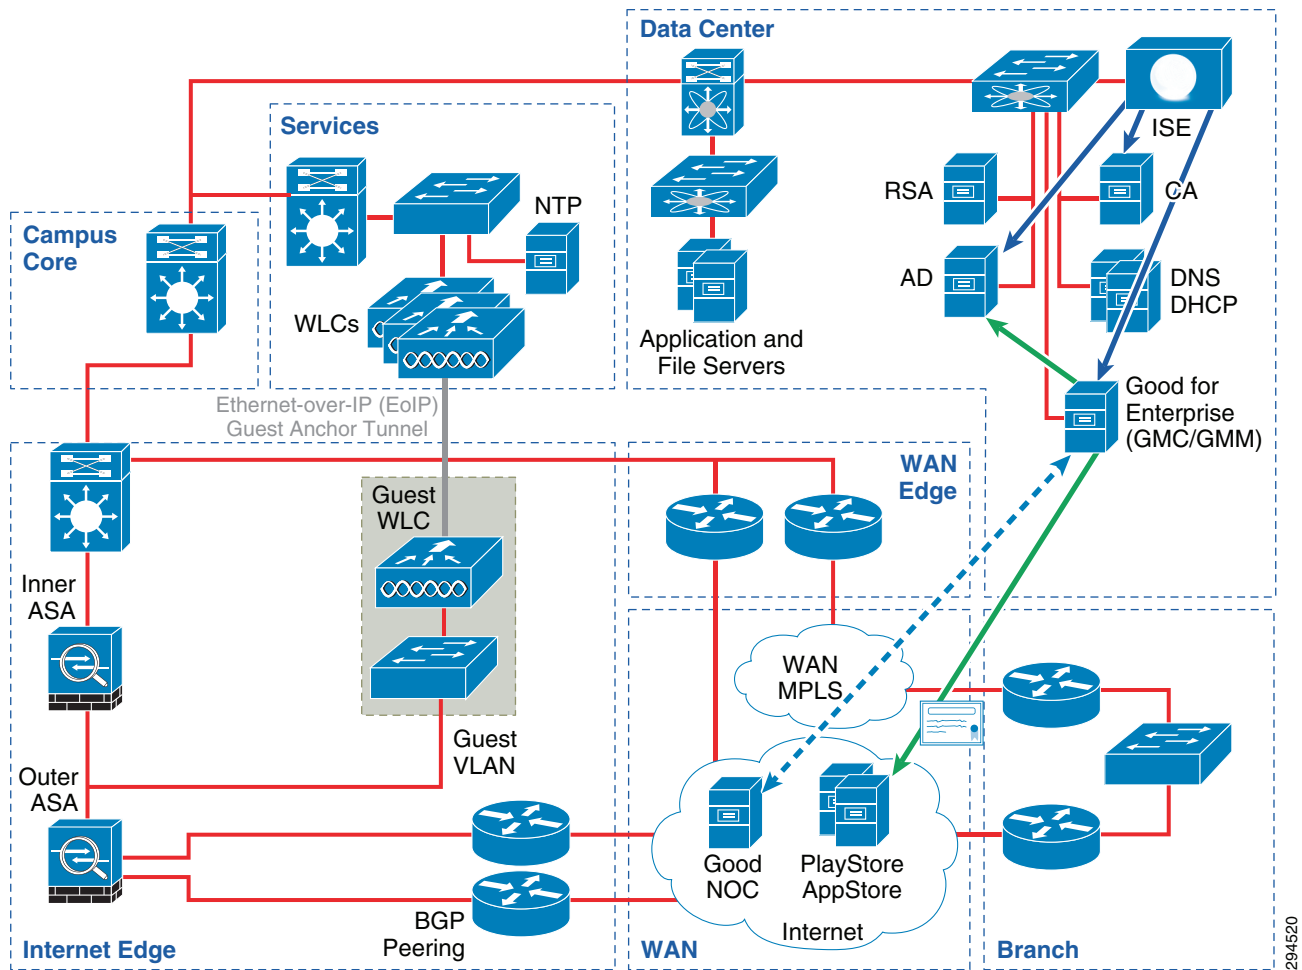 Data Center
ISE
Services
RSA
CA
NTP
Campus
Core
AD
DNS
DHCP
WLCs
Application and
File Servers
Good for
Enterprise
(GMC/GMM)
Ethernet-over-IP (EoIP)
Guest Anchor Tunnel
WAN
Edge
Guest
WLC
Inner
ASA
WAN
MPLS
Guest
VLAN
Outer
ASA
Good
NOC
PlayStore
AppStore
BGP
Peering
Internet
Internet Edge
WAN
Branch
294520